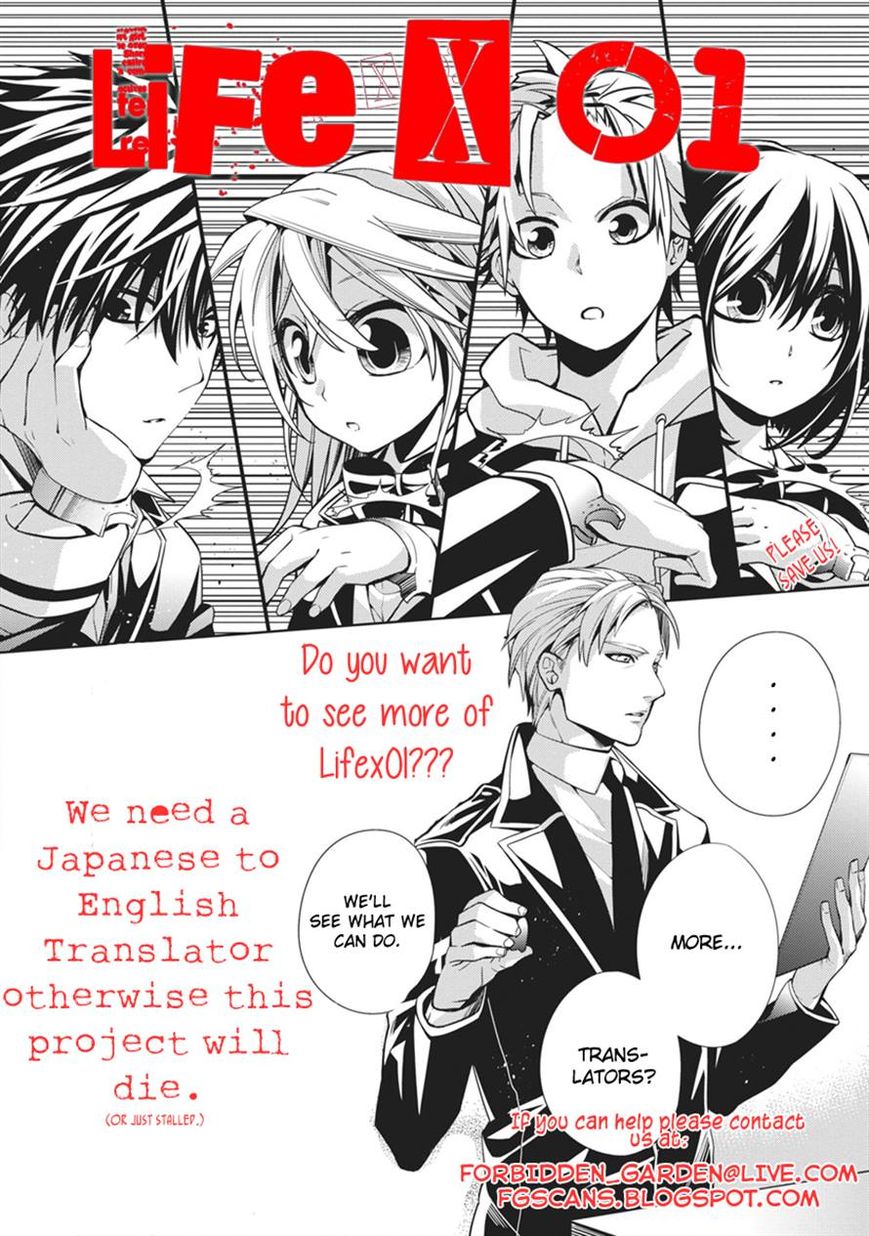 LiFe X 01
PLEASE
SAVE US!
Do you want
to see more of
Lifex01???
. . . .
We need a
Japanese to
English
Translator
otherwise this
project will
die.
(OR JUST STALLED.)
MORE...
TRANS-
LATORS?
WE'LL
SEE WHAT WE
CAN DO.
If you can help please contact
us at:
FORBIDDEN_GARDEN@LIVE.COM
FGSCANS.BLOGSPOT.COM